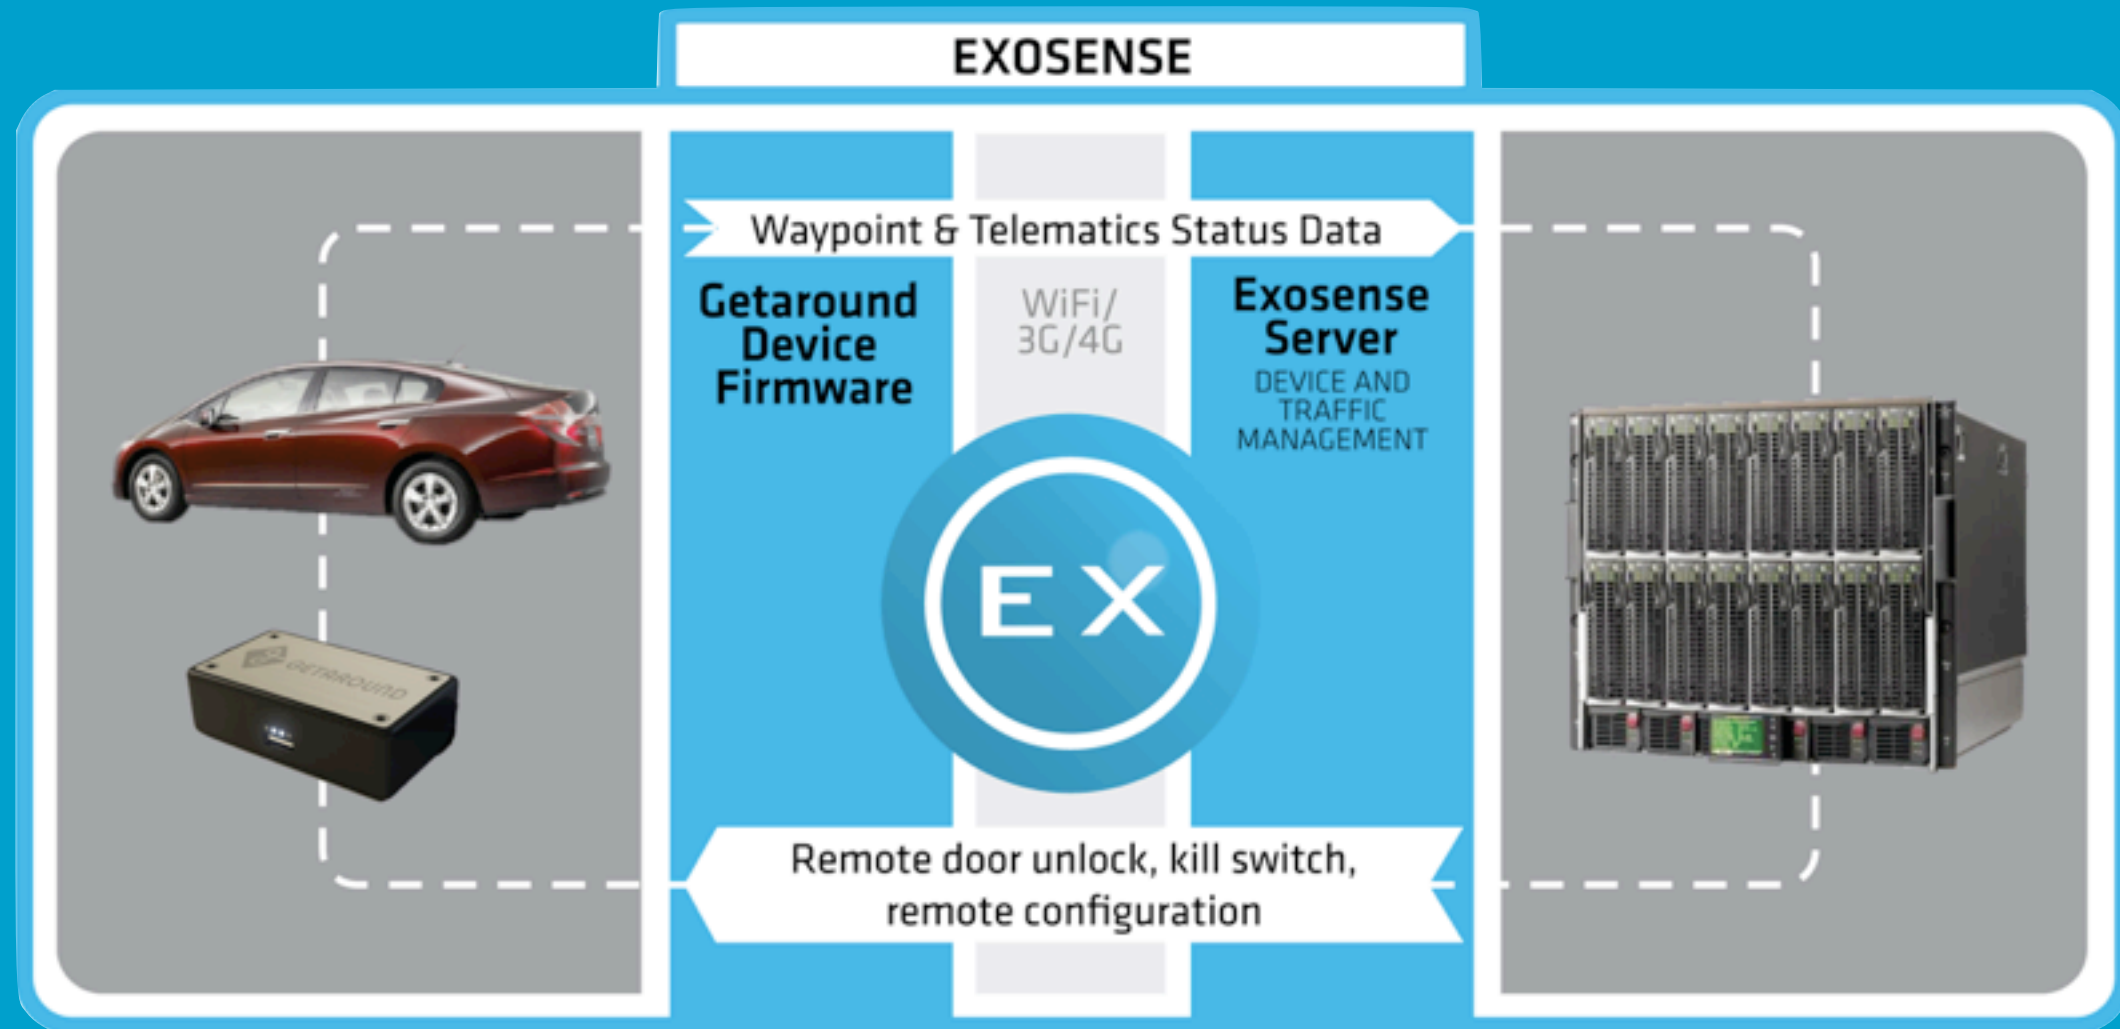 EXOSENSE
Waypoint & Telematics Status Data
Getaround
Device
Firmware
WiFi/
3G/4G
Exosense
Server
DEVICE AND
TRAFFIC
MANAGEMENT
EX
GETAROUND
Remote door unlock, kill switch,
remote configuration